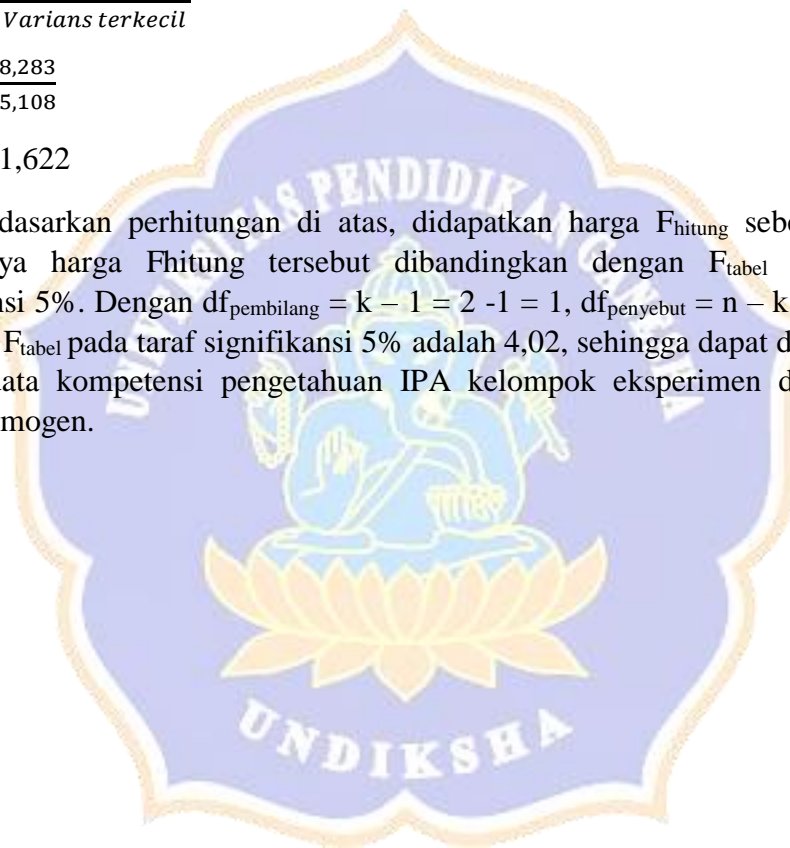 Varians terkecil
8,283
5,108
1,622
dasarkan perhitungan di atas, didapatkan harga Fhitung seb
ya harga Fhitung tersebut dibandingkan dengan Ftabel
nsi 5%. Dengan dfpembilang = k – 1 = 2 -1 = 1, dfpenyebut = n – k
Ftabel pada taraf signifikansi 5% adalah 4,02, sehingga dapat d
ata kompetensi pengetahuan IPA kelompok eksperimen d
mogen.
UNIVERSITAS PENDIDIKAN GANESHA
UNDIKSHA